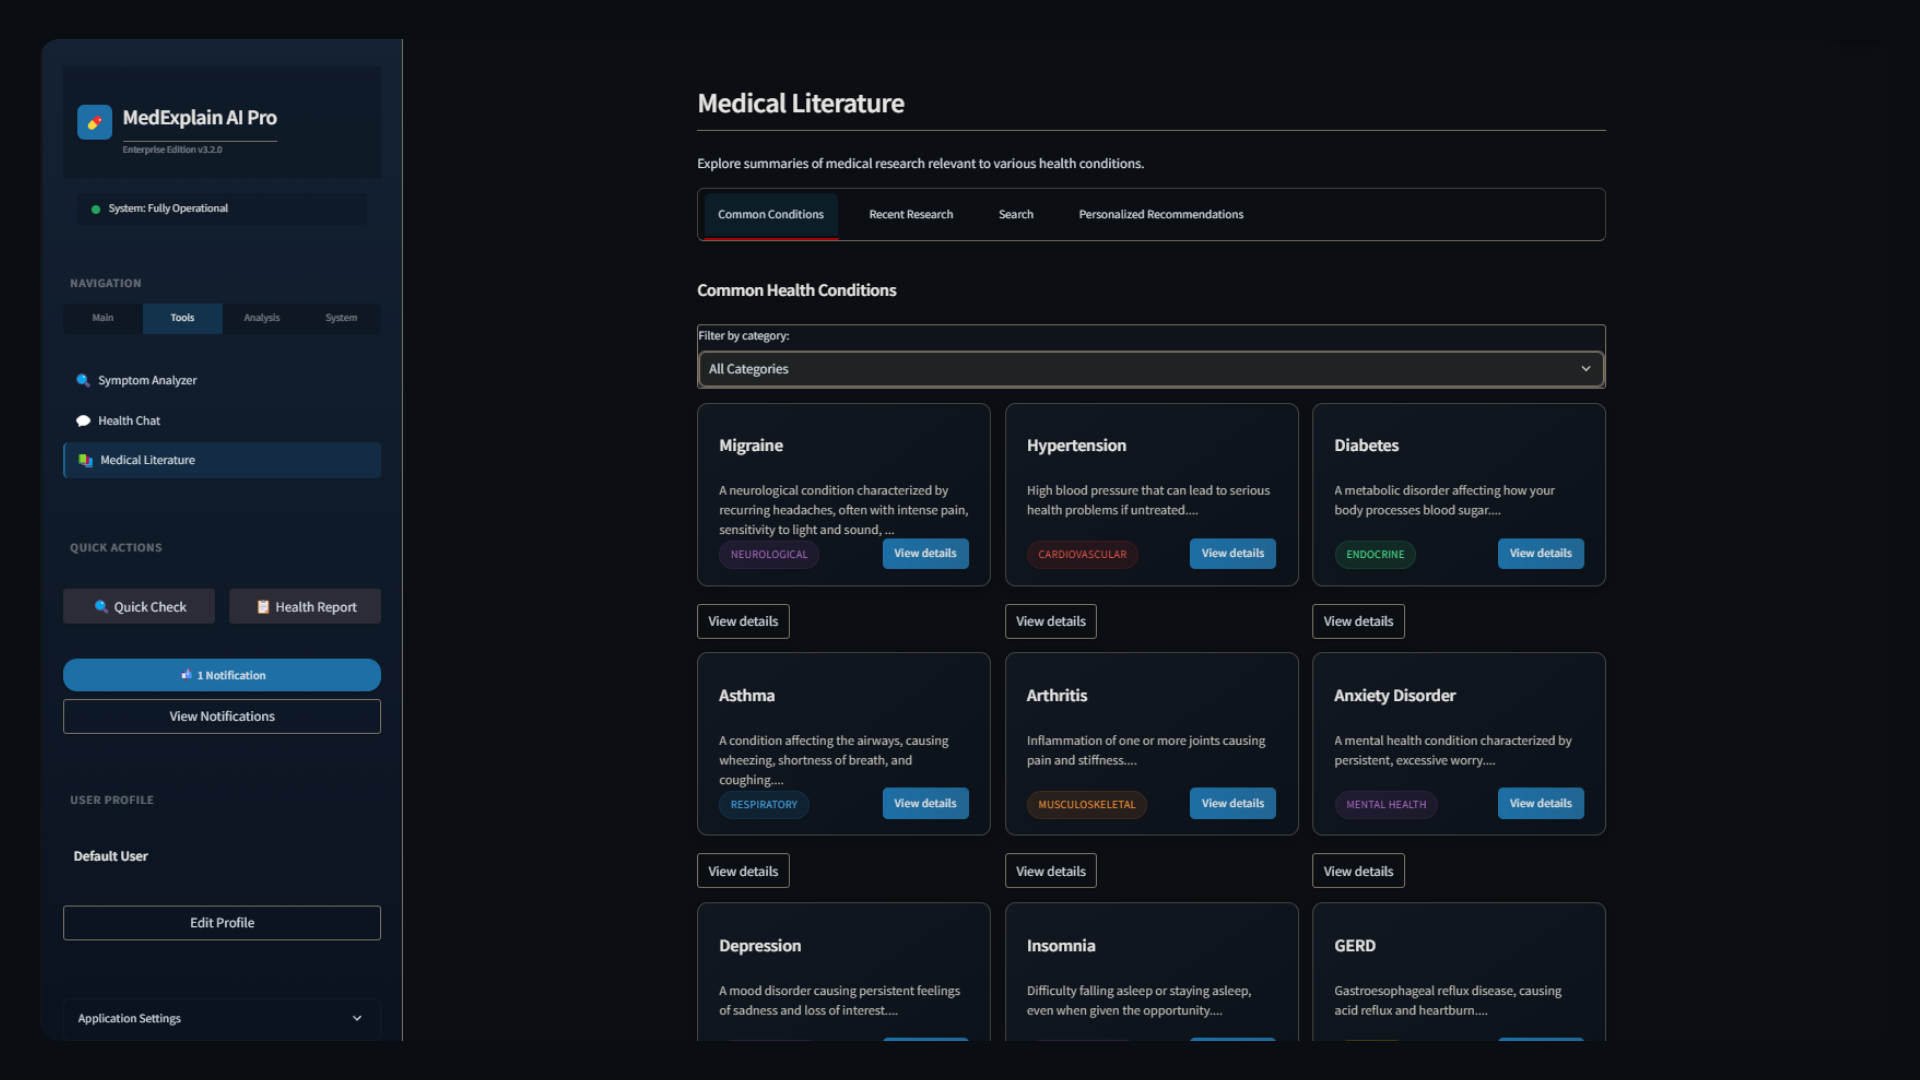 MedExplain AI Pro
Enterprise Edition v3.2.0
System: Fully Operational
NAVIGATION
Main
Tools
Analysis
System
Symptom Analyzer
Health Chat
Medical Literature
QUICK ACTIONS
Quick Check
Health Report
1 Notification
View Notifications
USER PROFILE
Default User
Edit Profile
Application Settings
Medical Literature
Explore summaries of medical research relevant to various health conditions.
Common Conditions
Recent Research
Search
Personalized Recommendations
Common Health Conditions
Filter by category:
All Categories
Migraine
A neurological condition characterized by
recurring headaches, often with intense pain,
sensitivity to light and sound, ...
NEUROLOGICAL
View details
Hypertension
High blood pressure that can lead to serious
health problems if untreated....
CARDIOVASCULAR
View details
Diabetes
A metabolic disorder affecting how your
body processes blood sugar....
ENDOCRINE
View details
View details
View details
View details
Asthma
A condition affecting the airways, causing
wheezing, shortness of breath, and
coughing....
RESPIRATORY
View details
Arthritis
Inflammation of one or more joints causing
pain and stiffness....
MUSCULOSKELETAL
View details
Anxiety Disorder
A mental health condition characterized by
persistent, excessive worry....
MENTAL HEALTH
View details
View details
View details
View details
Depression
A mood disorder causing persistent feelings
of sadness and loss of interest....
Insomnia
Difficulty falling asleep or staying asleep,
even when given the opportunity....
GERD
Gastroesophageal reflux disease, causing
acid reflux and heartburn....